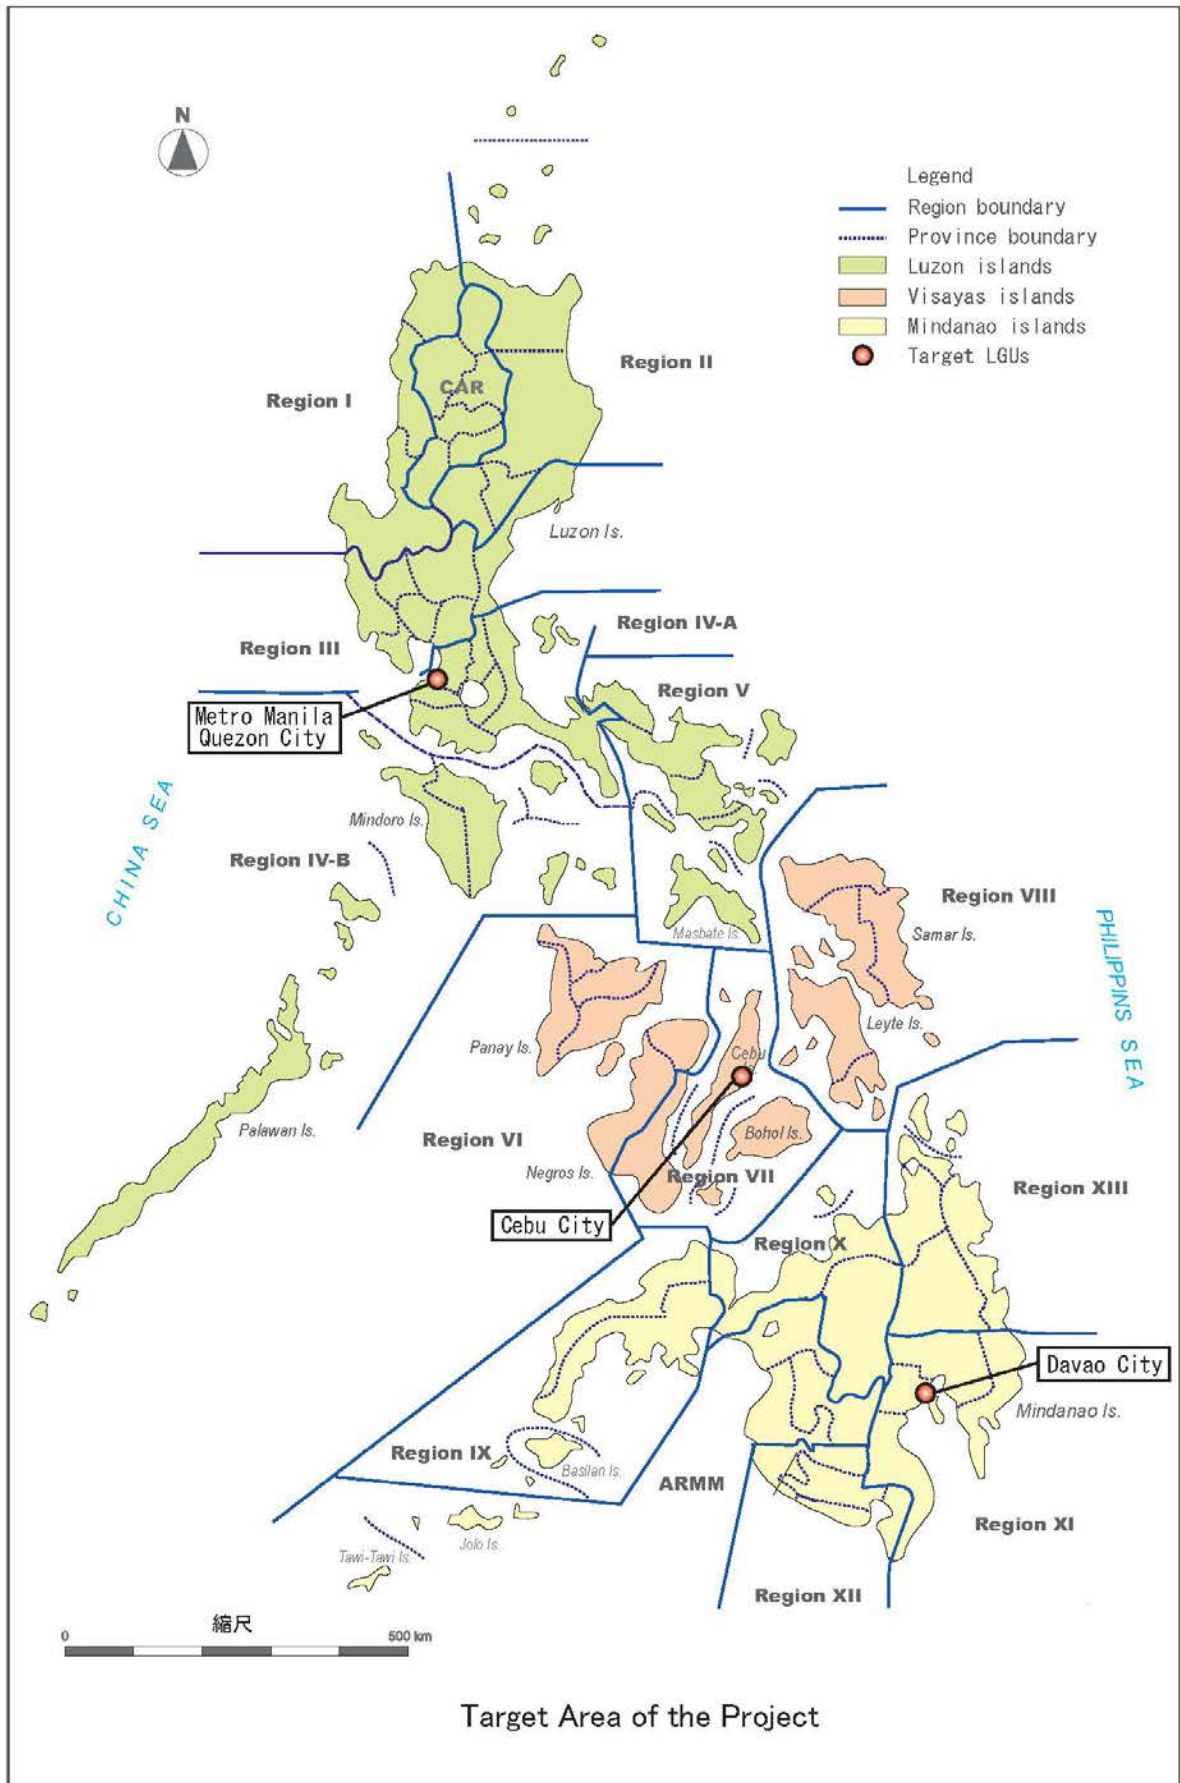 N
Legend
Region boundary
Province boundary
Luzon islands
Visayas islands
Mindanao islands
Target LGUs
Region II
CAR
Region I
Luzon Is.
Region IV-A
Region III
Region V
Metro Manila
Quezon City
CHINA SEA
Mindoro Is.
Region IV-B
Region VIII
PHILIPPINS SEA
Masbate Is.
Samar Is.
Leyte Is.
Panay Is.
Cebu
Palawan Is.
Region VI
Bohol Is.
Negros Is.
Region VII
Region XIII
Cebu City
Region X
Davao City
Mindanao Is.
Region IX
Basilan Is.
ARMM
Region XI
Jolo Is.
Tawi-Tawi Is.
Region XII
縮尺
0 500 km
Target Area of the Project